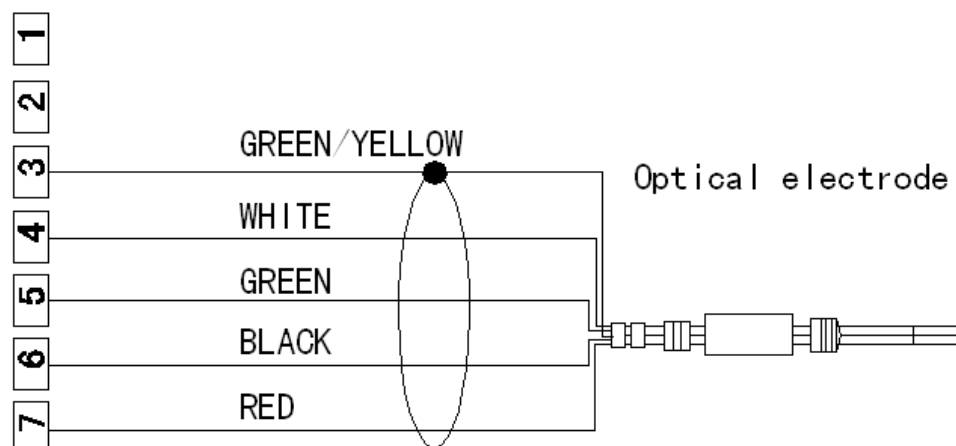 1
2
GREEN/YELLOW
3
Optical electrode
WHITE
4
GREEN
5
BLACK
6
RED
7